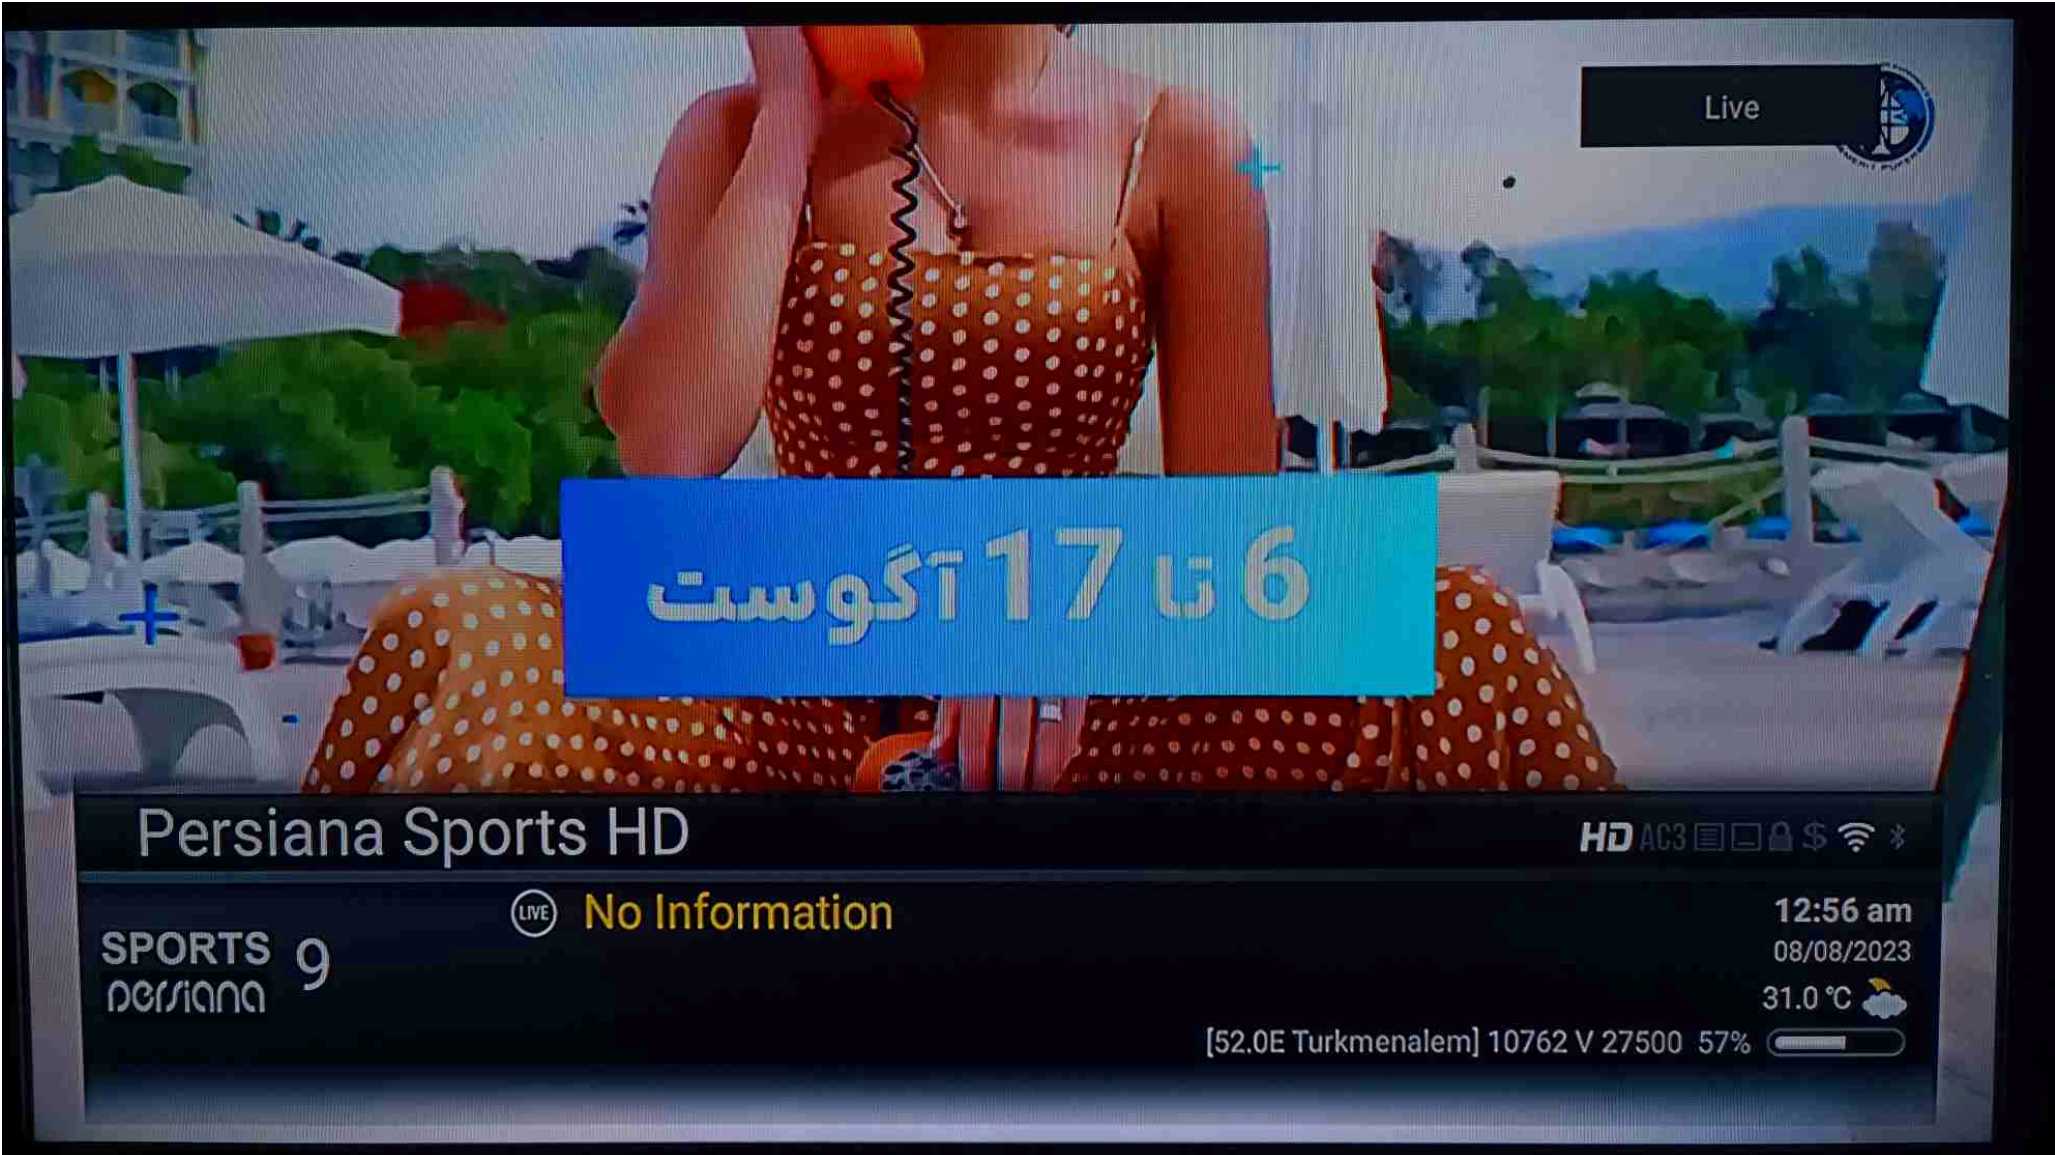 Live
6 تا 17 آگوست
Persiana Sports HD
HD AC3 $
LIVE No Information
12:56 am
SPORTS 9
persiana
08/08/2023
31.0 °C
[52.0E Turkmenalem] 10762 V 27500 57%